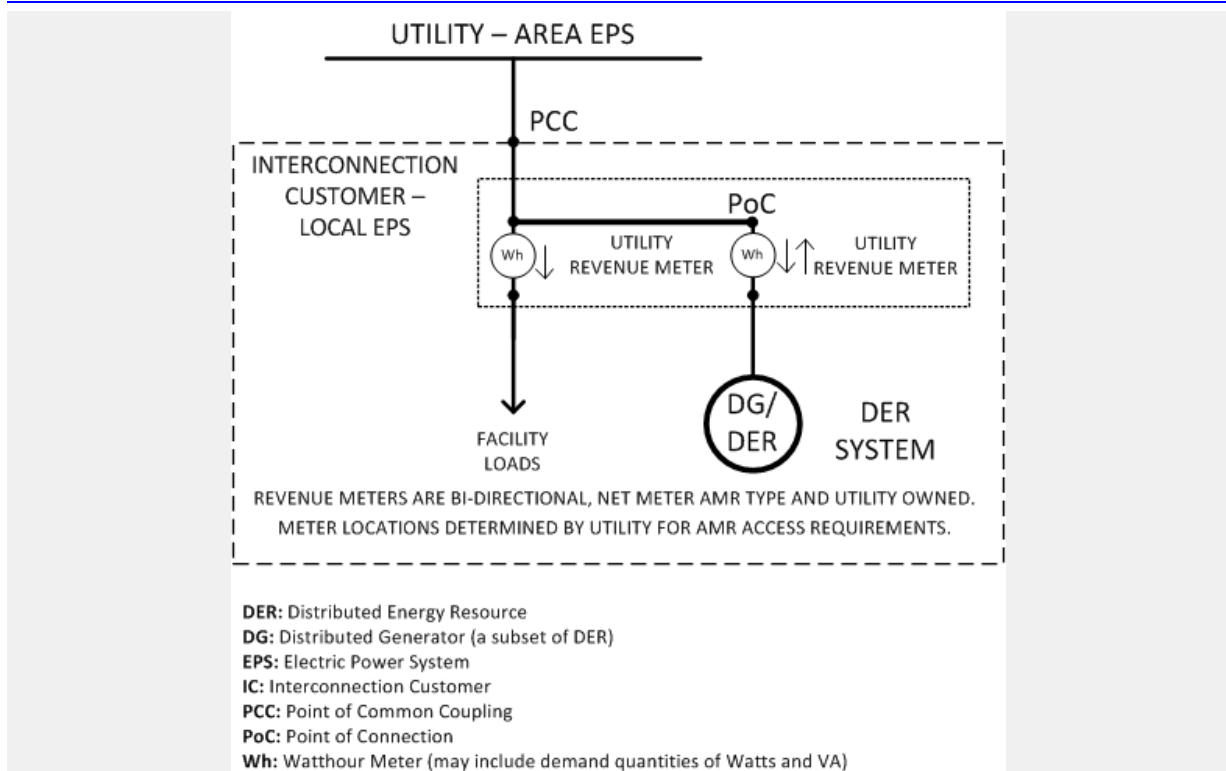 UTILITY – AREA EPS
PCC
INTERCONNECTION
CUSTOMER –
LOCAL EPS
PoC
Wh
UTILITY
REVENUE METER
Wh
UTILITY
REVENUE METER
FACILITY
LOADS
DG/
DER
DER
SYSTEM
REVENUE METERS ARE BI-DIRECTIONAL, NET METER AMR TYPE AND UTILITY OWNED.
METER LOCATIONS DETERMINED BY UTILITY FOR AMR ACCESS REQUIREMENTS.
DER: Distributed Energy Resource
DG: Distributed Generator (a subset of DER)
EPS: Electric Power System
IC: Interconnection Customer
PCC: Point of Common Coupling
PoC: Point of Connection
Wh: Watthour Meter (may include demand quantities of Watts and VA)